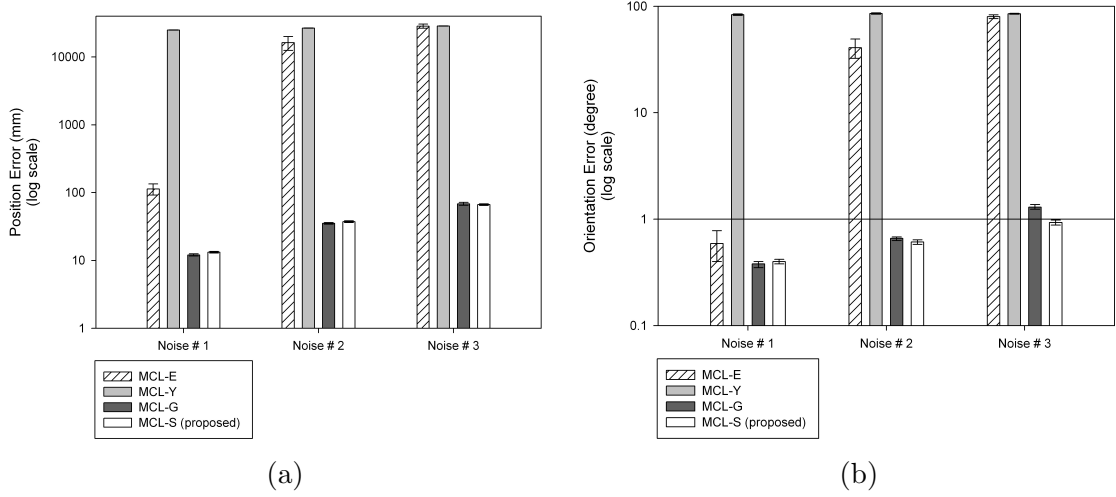 10000
1000
100
10
1
Position Error (mm)
(log scale)
Noise # 1
Noise # 2
Noise # 3
MCL-E
MCL-Y
MCL-G
MCL-S (proposed)
(a)
100
10
1
0.1
Orientation Error (degree)
(log scale)
Noise # 1
Noise # 2
Noise # 3
MCL-E
MCL-Y
MCL-G
MCL-S (proposed)
(b)